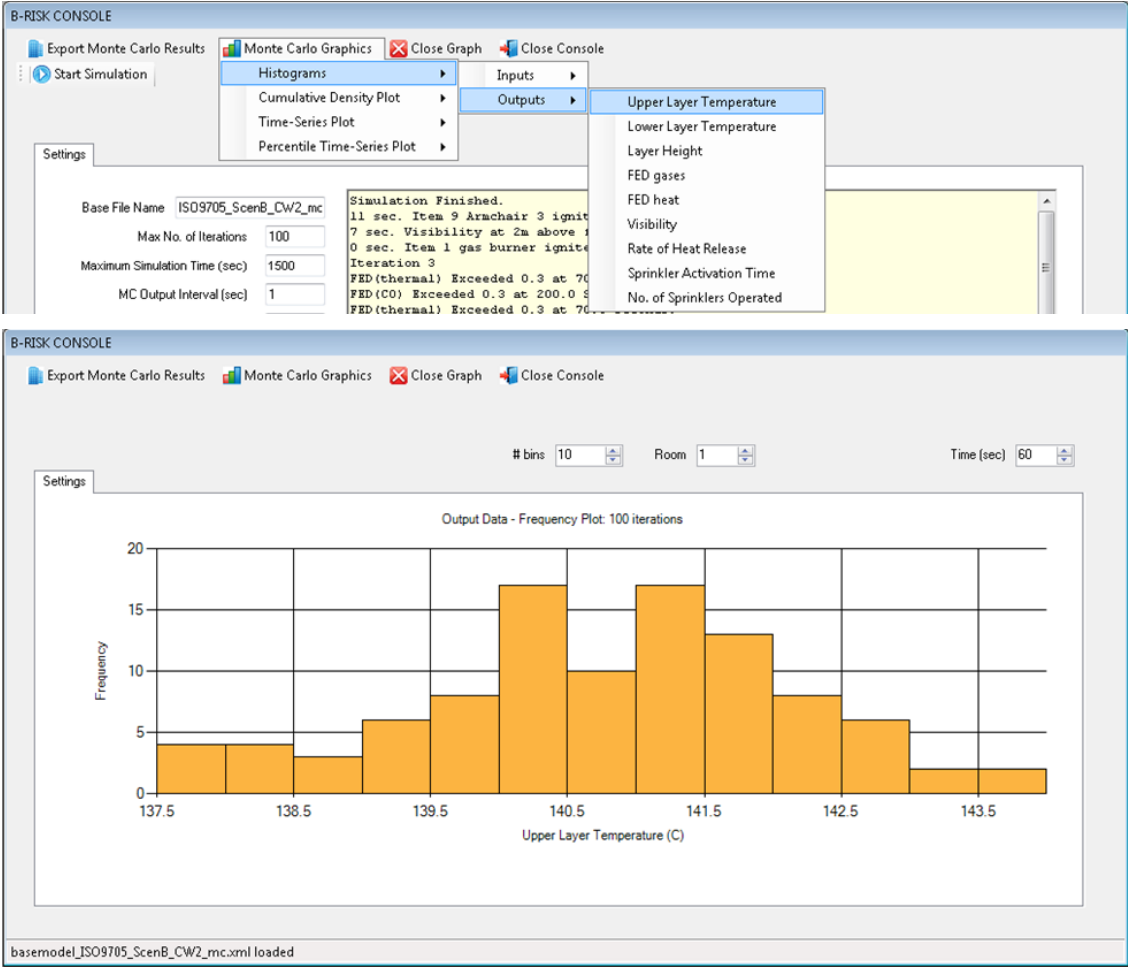 B-RISK CONSOLE
Export Monte Carlo Results Monte Carlo Graphics Close Graph Close Console
Start Simulation
Histograms
Cumulative Density Plot
Time-Series Plot
Percentile Time-Series Plot
Inputs
Outputs
Upper Layer Temperature
Lower Layer Temperature
Layer Height
FED gases
FED heat
Visibility
Rate of Heat Release
Sprinkler Activation Time
No. of Sprinklers Operated
Settings
Base File Name ISO9705_ScenB_CW2_mc
Max No. of Iterations 100
Maximum Simulation Time (sec) 1500
MC Output Interval (sec) 1
Simulation Finished.
11 sec. Item 9 Armchair 3 ignit
7 sec. Visibility at 2m above
0 sec. Item 1 gas burner ignite
Iteration 3
FED(thermal) Exceeded 0.3 at 70
FED(CO) Exceeded 0.3 at 200.0 S
FED(thermal) Exceeded 0.3 at
B-RISK CONSOLE
Export Monte Carlo Results Monte Carlo Graphics Close Graph Close Console
# bins 10 Room 1 Time (sec) 60
Settings
Output Data - Frequency Plot: 100 iterations
20
15
10
5
0
Frequency
137.5 138.5 139.5 140.5 141.5 142.5 143.5
Upper Layer Temperature (C)
basemodel_ISO9705_ScenB_CW2_mc.xml loaded